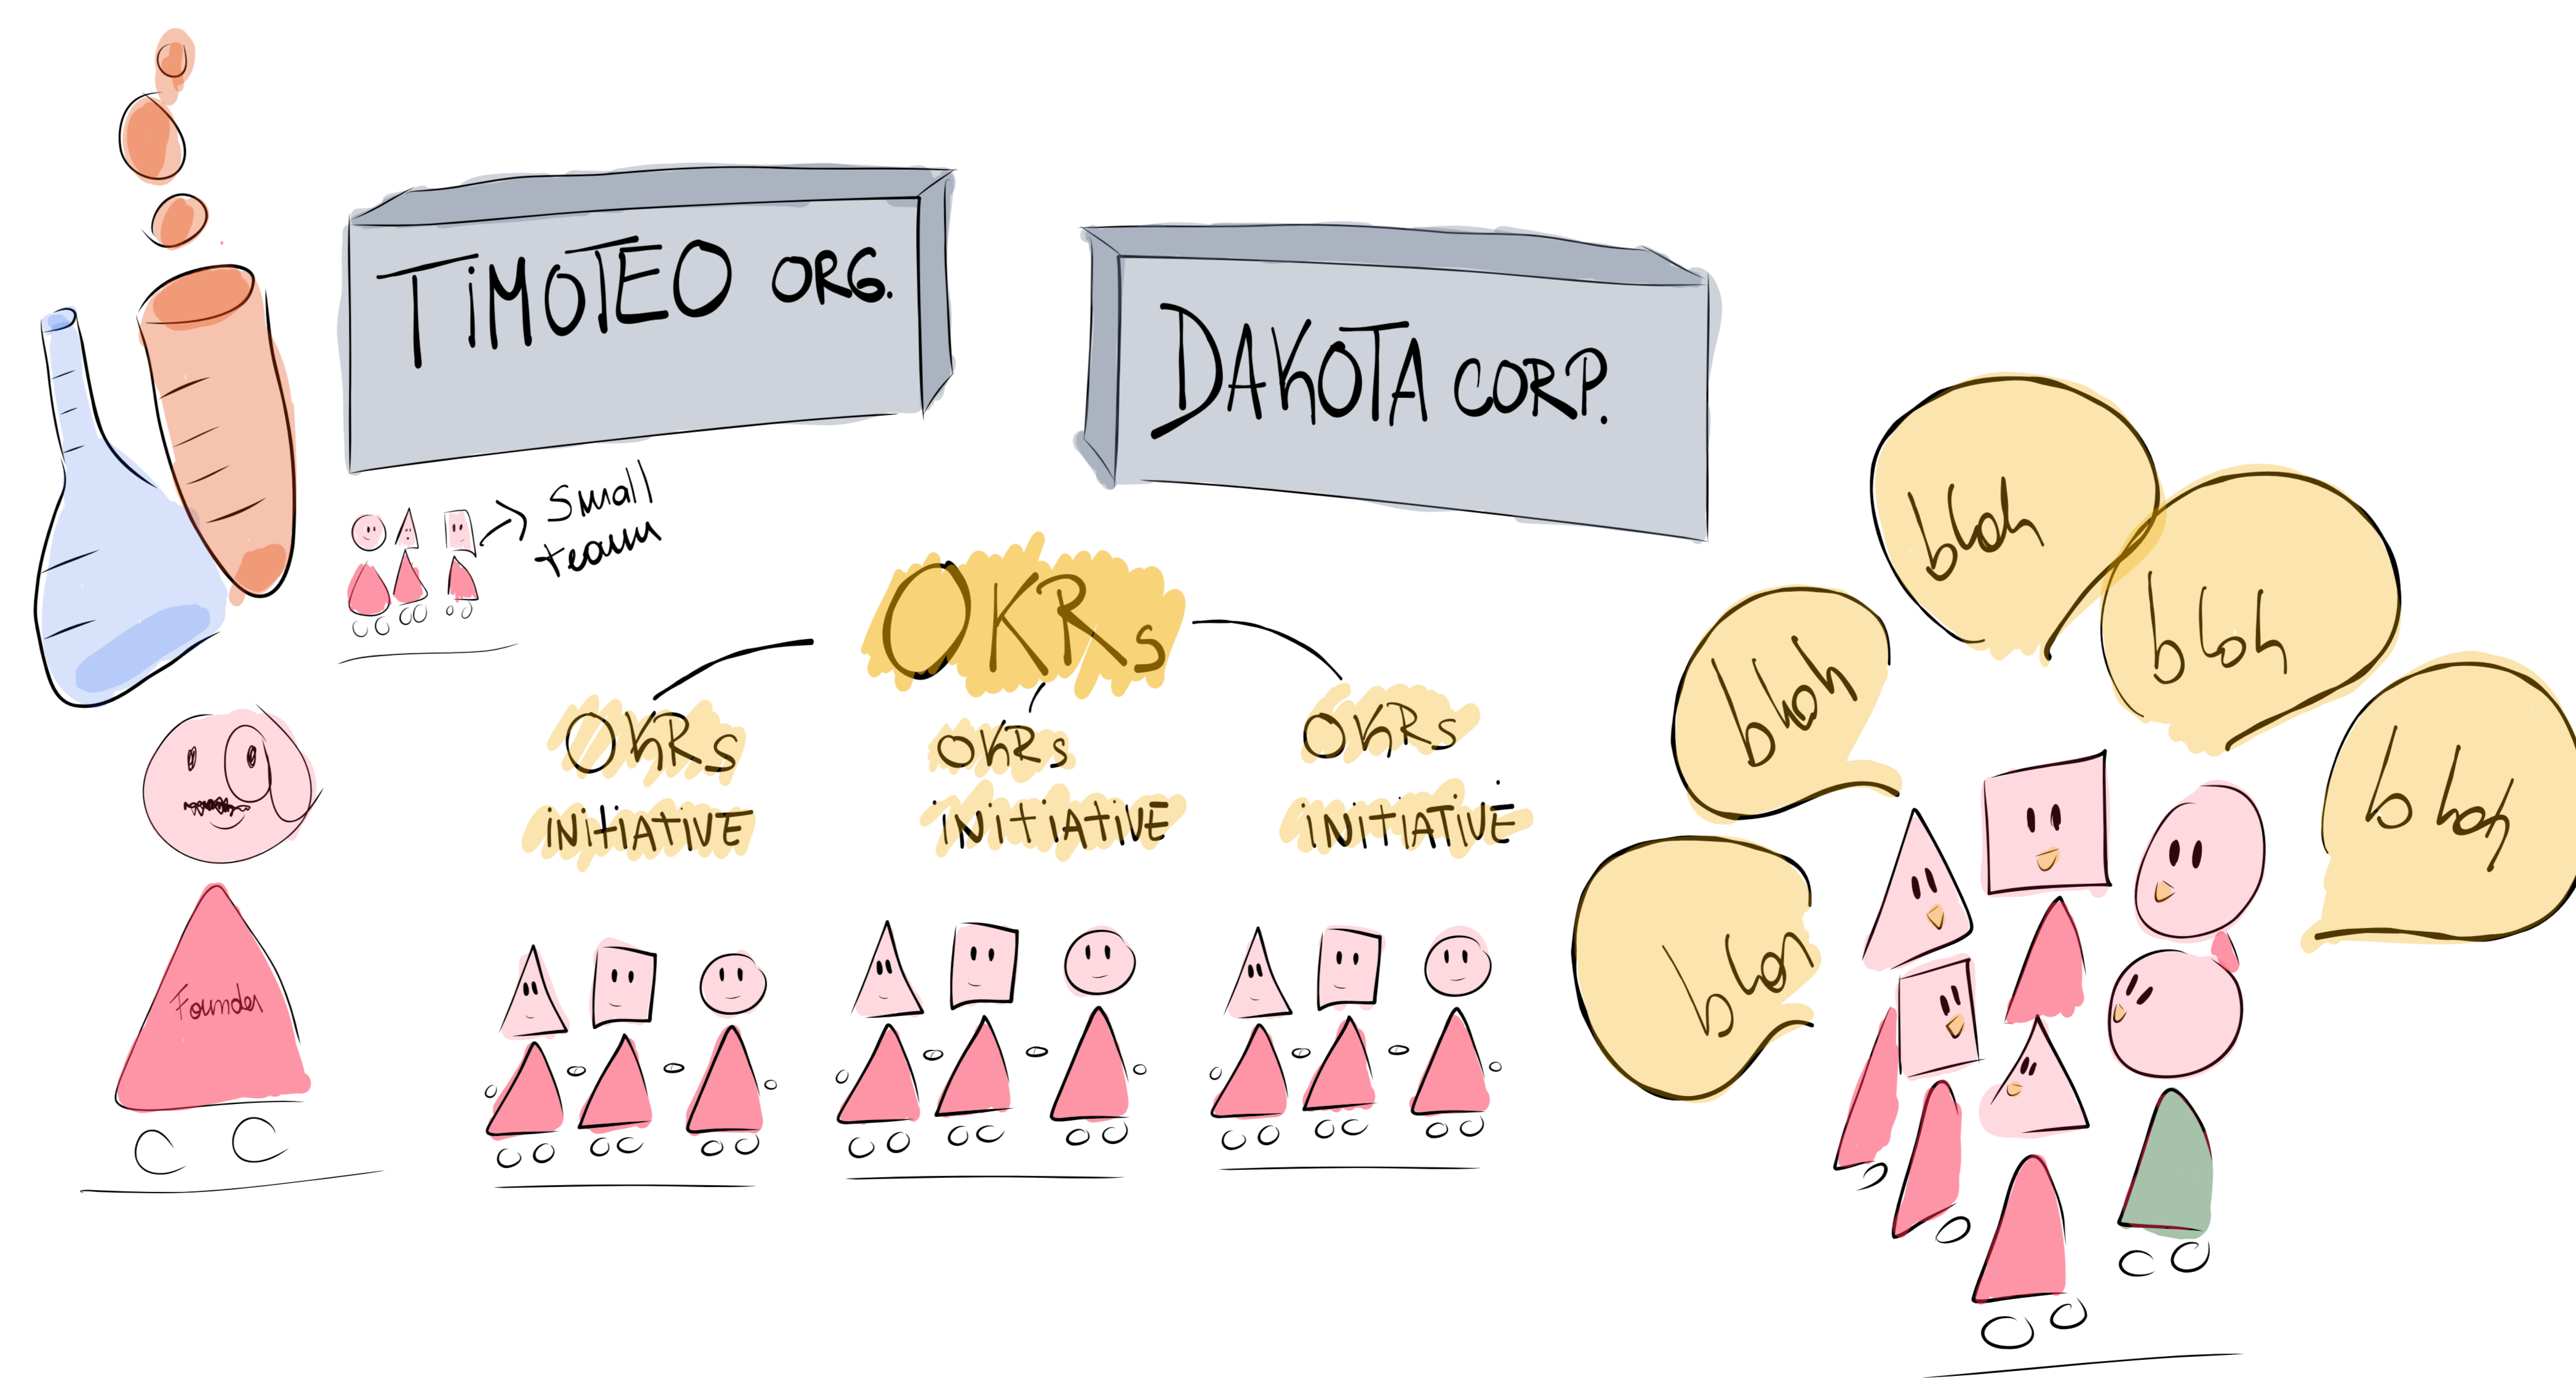 TiMOTEO ORG.
DAKOTA CORP.
small
team
OKRs
OKRs
iNitiAtiVE
OKRs
iNitiAtiVE
OKRs
iNitiAtiVE
Founder
blah
blah
blah
blah
blah